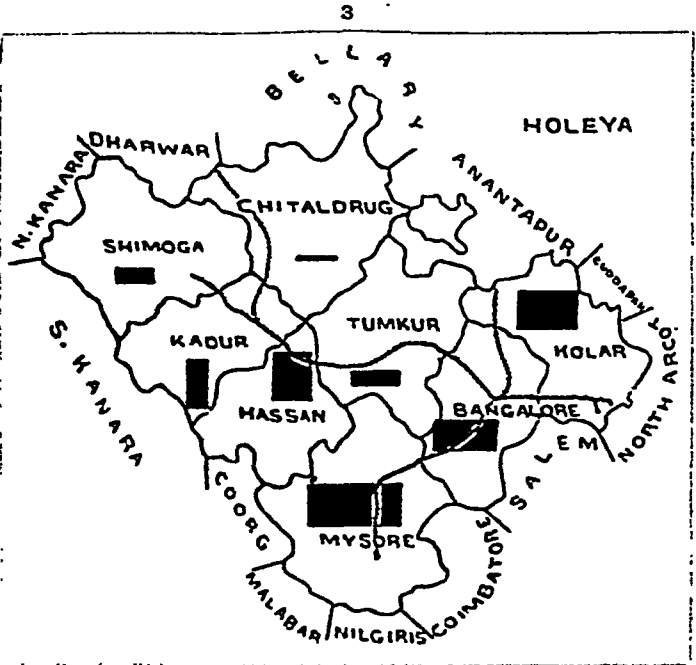 3
BELLARY
HOLEYA
DHARWAR
N. KANARA
ANANTAPUR
CHITALDRUG
SHIMOGA
CUDDAPAH
TUMKUR
KADUR
KOLAR
NORTH ARCOT
S. KANARA
HASSAN
BANGALORE
SALEM
COORG
MYSORE
COIMBATORE
MALABAR
NILGIRIS